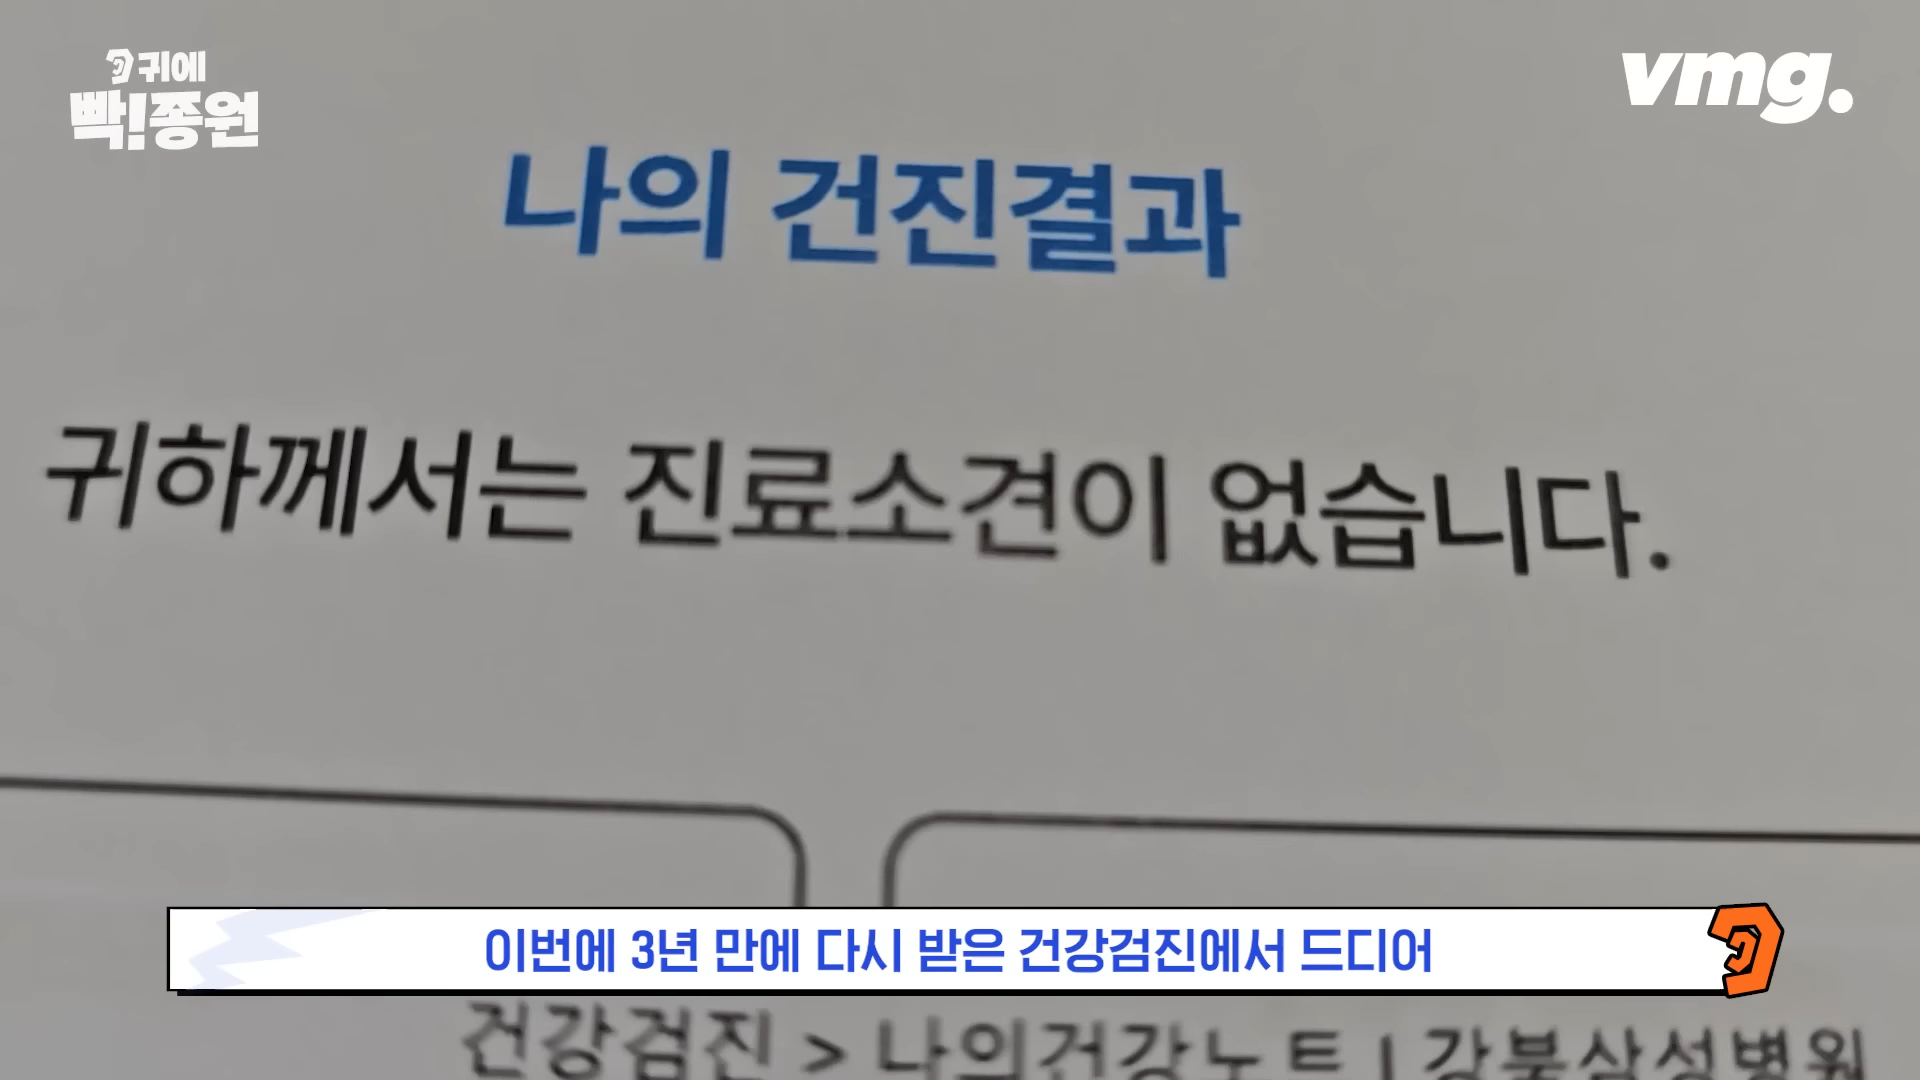 귀에
빡!종원
vmg.
나의 건진결과
귀하께서는 진료소견이 없습니다.
이번에 3년 만에 다시 받은 건강검진에서 드디어
건강검진 > 나의건강노트 | 강북삼성병원